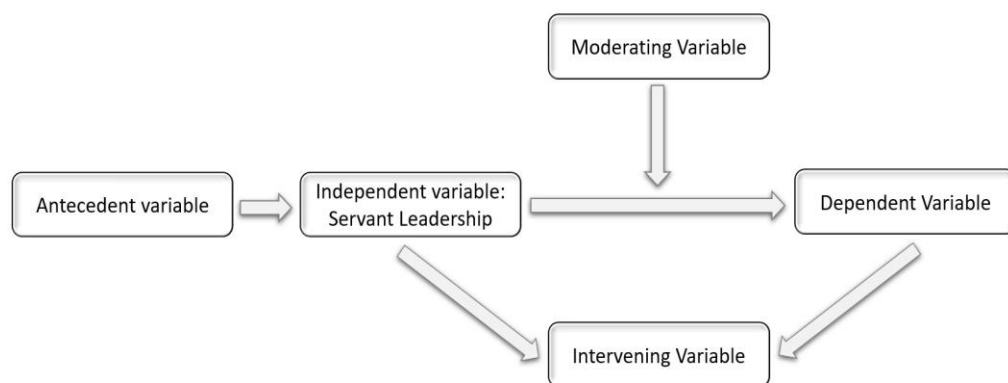 Moderating Variable
Antecedent variable
Independent variable:
Servant Leadership
Dependent Variable
Intervening Variable